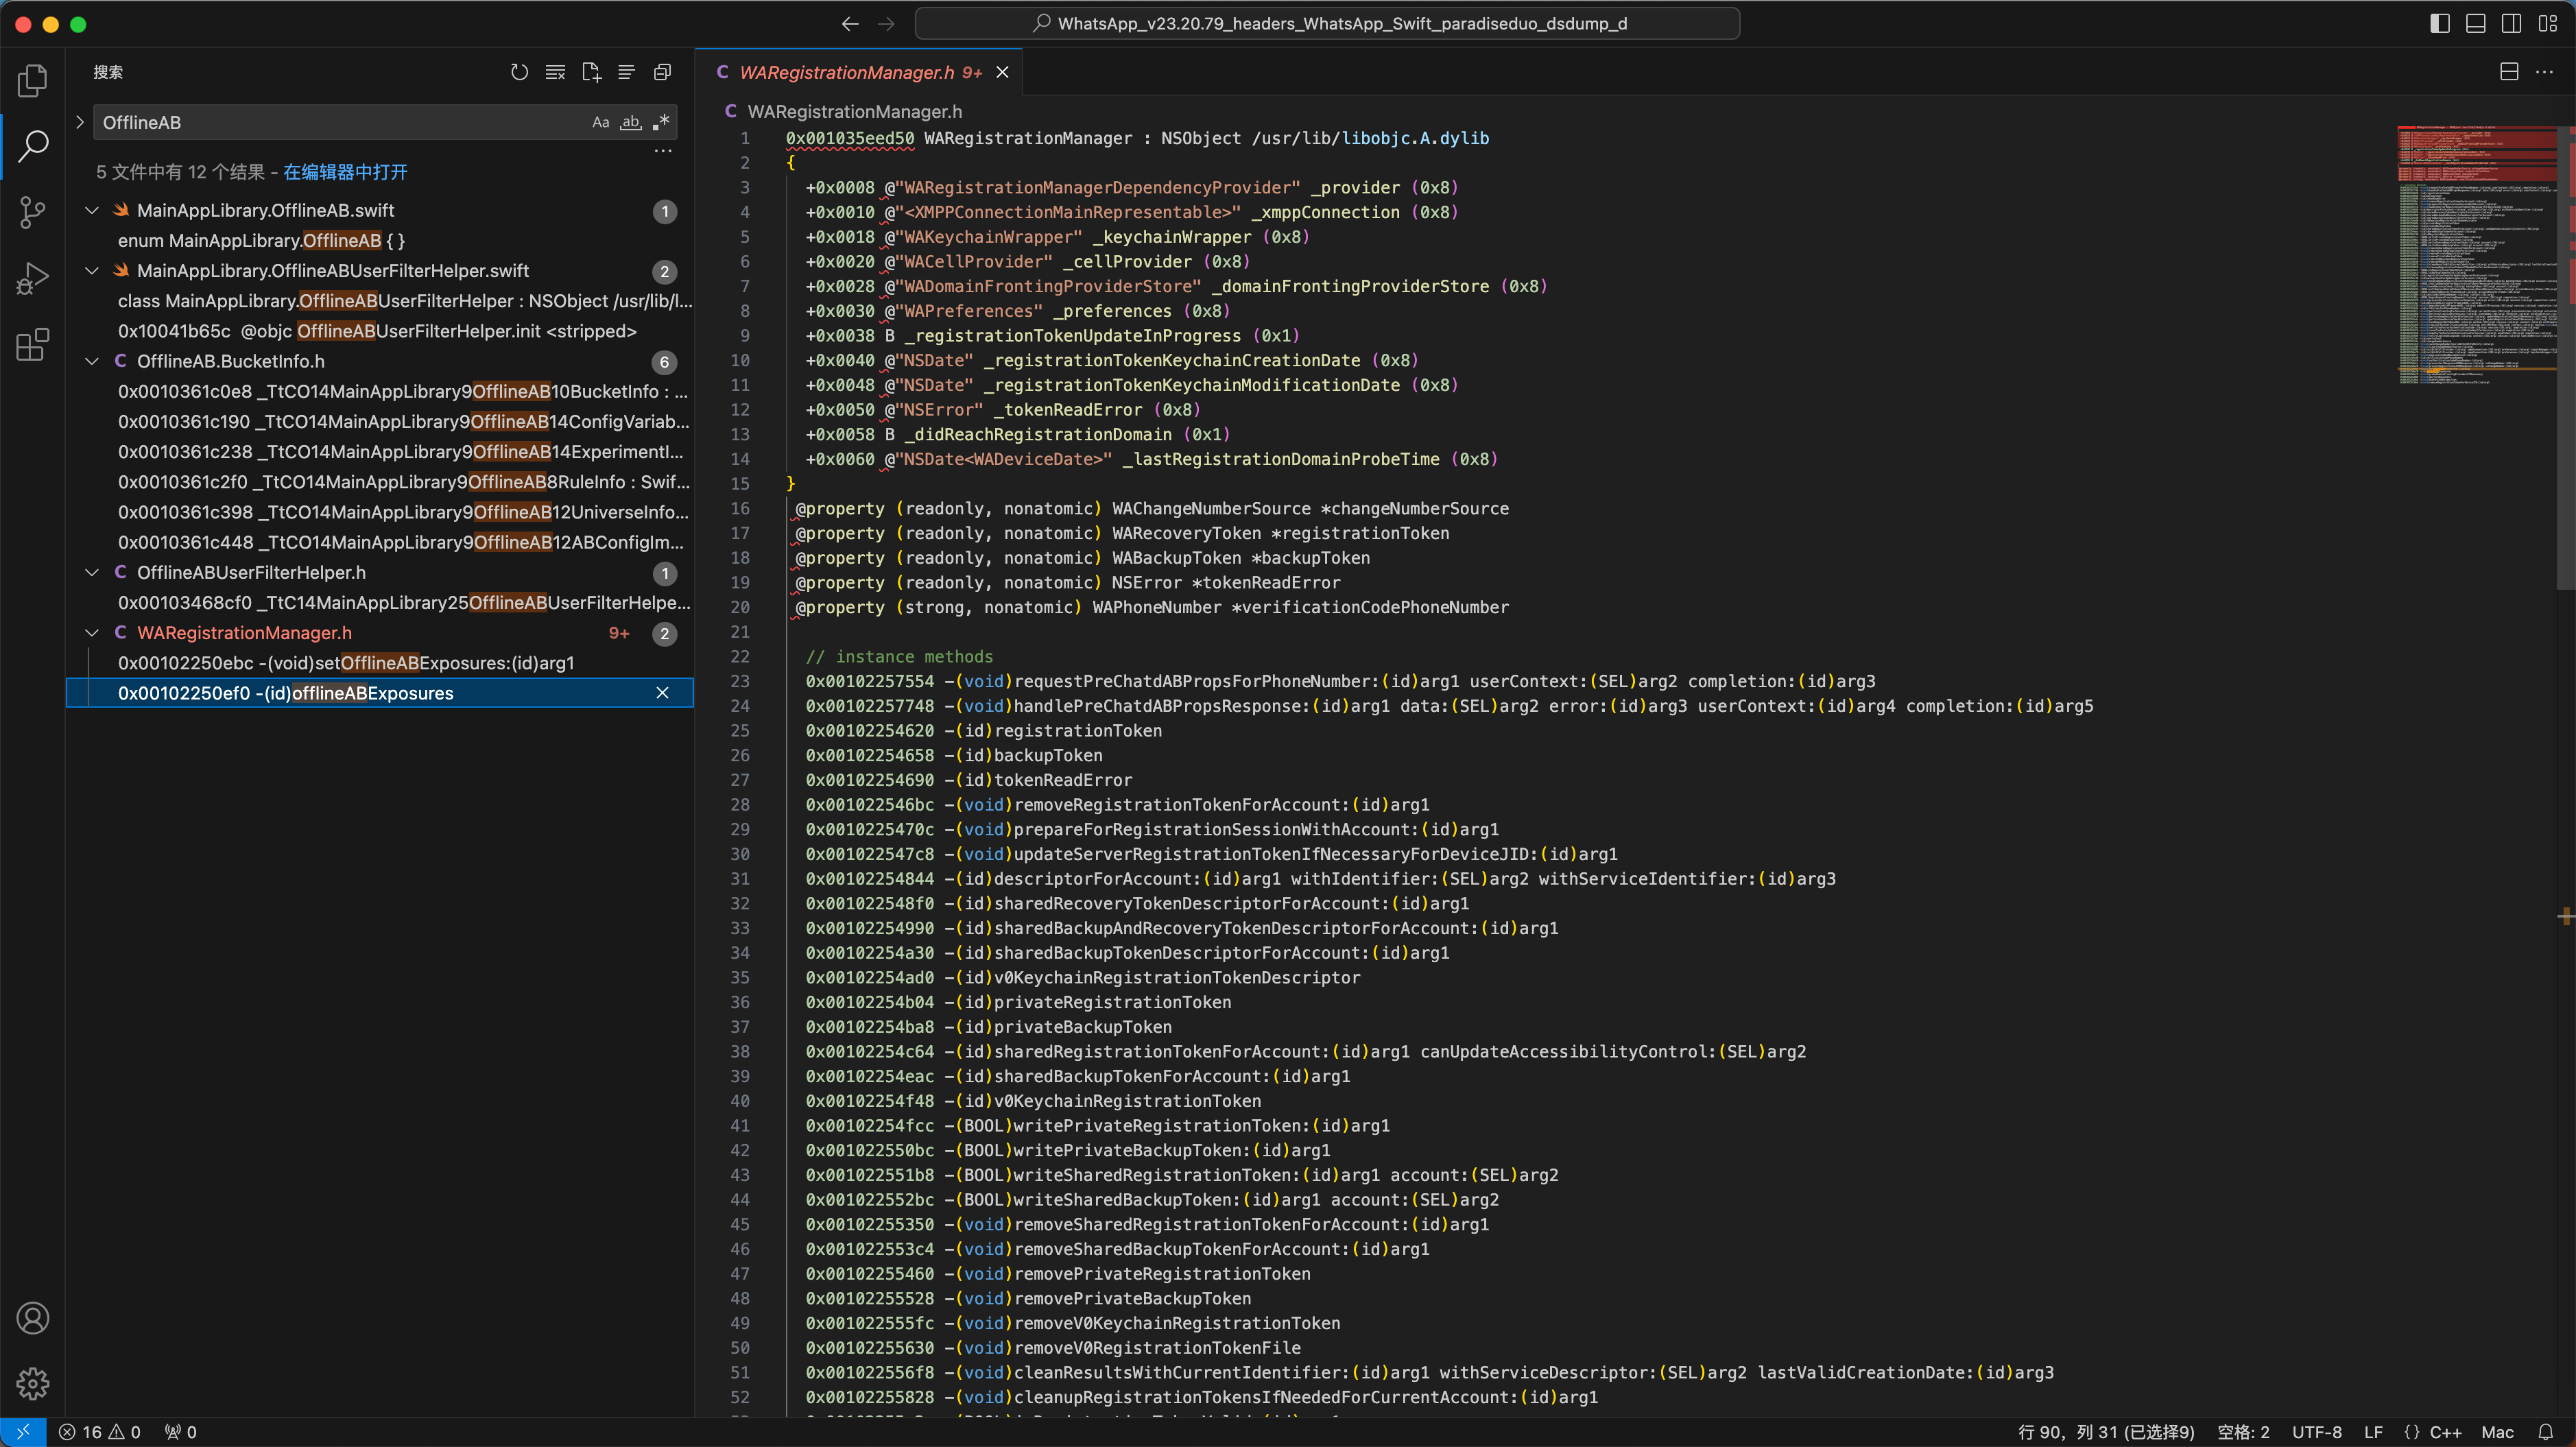 WhatsApp_v23.20.79_headers_WhatsApp_Swift_paradiseduo_dsdump_d
搜索
OfflineAB
Aa ab
5 文件中有 12 个结果 - 在编辑器中打开
MainAppLibrary.OfflineAB.swift 1
enum MainAppLibrary.OfflineAB { }
MainAppLibrary.OfflineABUserFilterHelper.swift 2
class MainAppLibrary.OfflineABUserFilterHelper : NSObject /usr/lib/l...
0x10041b65c @objc OfflineABUserFilterHelper.init <stripped>
C OfflineAB.BucketInfo.h 6
0x0010361c0e8 _TtCO14MainAppLibrary9OfflineAB10BucketInfo : ...
0x0010361c190 _TtCO14MainAppLibrary9OfflineAB14ConfigVariab...
0x0010361c238 _TtCO14MainAppLibrary9OfflineAB14ExperimentI...
0x0010361c2f0 _TtCO14MainAppLibrary9OfflineAB8RuleInfo : Swif...
0x0010361c398 _TtCO14MainAppLibrary9OfflineAB12UniverseInfo...
0x0010361c448 _TtCO14MainAppLibrary9OfflineAB12ABConfigIm...
C OfflineABUserFilterHelper.h 1
0x00103468cf0 _TtC14MainAppLibrary25OfflineABUserFilterHelpe...
C WARegistrationManager.h 9+ 2
0x00102250ebc -(void)setOfflineABExposures:(id)arg1
0x00102250ef0 -(id)offlineABExposures
C WARegistrationManager.h 9+
C WARegistrationManager.h
1 0x001035eed50 WARegistrationManager : NSObject /usr/lib/libobjc.A.dylib
2 {
3 +0x0008 @"WARegistrationManagerDependencyProvider" _provider (0x8)
4 +0x0010 @"<XMPPConnectionMainRepresentable>" _xmppConnection (0x8)
5 +0x0018 @"WAKeychainWrapper" _keychainWrapper (0x8)
6 +0x0020 @"WACellProvider" _cellProvider (0x8)
7 +0x0028 @"WADomainFrontingProviderStore" _domainFrontingProviderStore (0x8)
8 +0x0030 @"WAPreferences" _preferences (0x8)
9 +0x0038 B _registrationTokenUpdateInProgress (0x1)
10 +0x0040 @"NSDate" _registrationTokenKeychainCreationDate (0x8)
11 +0x0048 @"NSDate" _registrationTokenKeychainModificationDate (0x8)
12 +0x0050 @"NSError" _tokenReadError (0x8)
13 +0x0058 B _didReachRegistrationDomain (0x1)
14 +0x0060 @"NSDate<WADeviceDate>" _lastRegistrationDomainProbeTime (0x8)
15 }
16 @property (readonly, nonatomic) WAChangeNumberSource *changeNumberSource
17 @property (readonly, nonatomic) WARecoveryToken *registrationToken
18 @property (readonly, nonatomic) WABackupToken *backupToken
19 @property (readonly, nonatomic) NSError *tokenReadError
20 @property (strong, nonatomic) WAPhoneNumber *verificationCodePhoneNumber
21
22 // instance methods
23 0x00102257554 -(void)requestPreChatdABPropsForPhoneNumber:(id)arg1 userContext:(SEL)arg2 completion:(id)arg3
24 0x00102257748 -(void)handlePreChatdABPropsResponse:(id)arg1 data:(SEL)arg2 error:(id)arg3 userContext:(id)arg4 completion:(id)arg5
25 0x00102254620 -(id)registrationToken
26 0x00102254658 -(id)backupToken
27 0x00102254690 -(id)tokenReadError
28 0x001022546bc -(void)removeRegistrationTokenForAccount:(id)arg1
29 0x0010225470c -(void)prepareForRegistrationSessionWithAccount:(id)arg1
30 0x001022547c8 -(void)updateServerRegistrationTokenIfNecessaryForDeviceJID:(id)arg1
31 0x00102254844 -(id)descriptorForAccount:(id)arg1 withIdentifier:(SEL)arg2 withServiceIdentifier:(id)arg3
32 0x001022548f0 -(id)sharedRecoveryTokenDescriptorForAccount:(id)arg1
33 0x00102254990 -(id)sharedBackupAndRecoveryTokenDescriptorForAccount:(id)arg1
34 0x00102254a30 -(id)sharedBackupTokenDescriptorForAccount:(id)arg1
35 0x00102254ad0 -(id)v0KeychainRegistrationTokenDescriptor
36 0x00102254b04 -(id)privateRegistrationToken
37 0x00102254ba8 -(id)privateBackupToken
38 0x00102254c64 -(id)sharedRegistrationTokenForAccount:(id)arg1 canUpdateAccessibilityControl:(SEL)arg2
39 0x00102254eac -(id)sharedBackupTokenForAccount:(id)arg1
40 0x00102254f48 -(id)v0KeychainRegistrationToken
41 0x00102254fcc -(BOOL)writePrivateRegistrationToken:(id)arg1
42 0x001022550bc -(BOOL)writePrivateBackupToken:(id)arg1
43 0x001022551b8 -(BOOL)writeSharedRegistrationToken:(id)arg1 account:(SEL)arg2
44 0x001022552bc -(BOOL)writeSharedBackupToken:(id)arg1 account:(SEL)arg2
45 0x00102255350 -(void)removeSharedRegistrationTokenForAccount:(id)arg1
46 0x001022553c4 -(void)removeSharedBackupTokenForAccount:(id)arg1
47 0x00102255460 -(void)removePrivateRegistrationToken
48 0x00102255528 -(void)removePrivateBackupToken
49 0x001022555fc -(void)removeV0KeychainRegistrationToken
50 0x00102255630 -(void)removeV0RegistrationTokenFile
51 0x001022556f8 -(void)cleanResultsWithCurrentIdentifier:(id)arg1 withServiceDescriptor:(SEL)arg2 lastValidCreationDate:(id)arg3
52 0x00102255828 -(void)cleanupRegistrationTokensIfNeededForCurrentAccount:(id)arg1
16 0 0
行 90，列 31 (已选择9) 空格: 2 UTF-8 LF {} C++ Mac